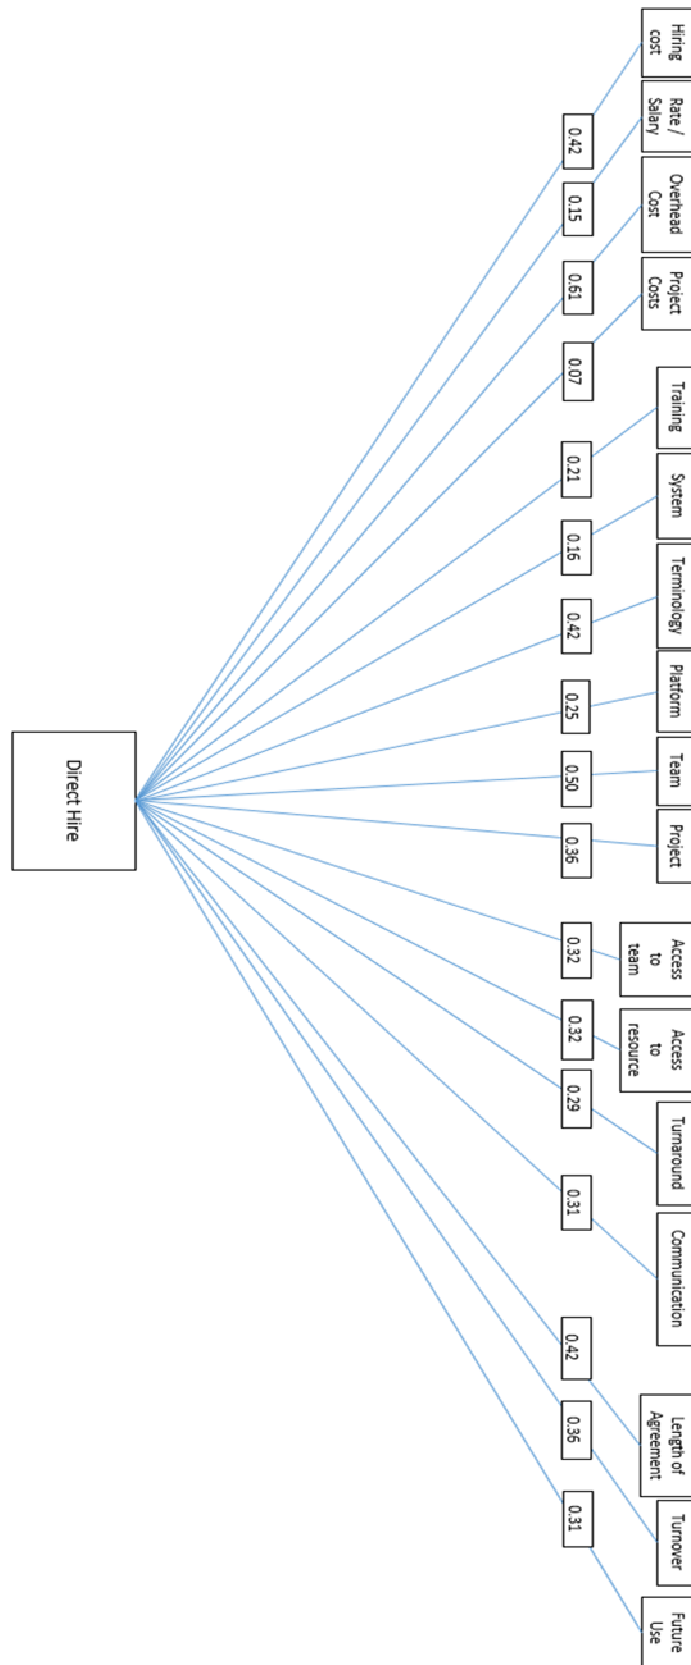 Hiring
cost
Rate /
Salary
Overhead
Cost
Project
Costs
Training
System
Terminology
Platform
Team
Project
Access
to
team
Access
to
resource
Turnaround
Communication
Length of
Agreement
Turnover
Future
Use
0.42
0.15
0.61
0.07
0.21
0.16
0.42
0.25
0.50
0.36
0.32
0.32
0.29
0.31
0.42
0.36
0.31
Direct Hire